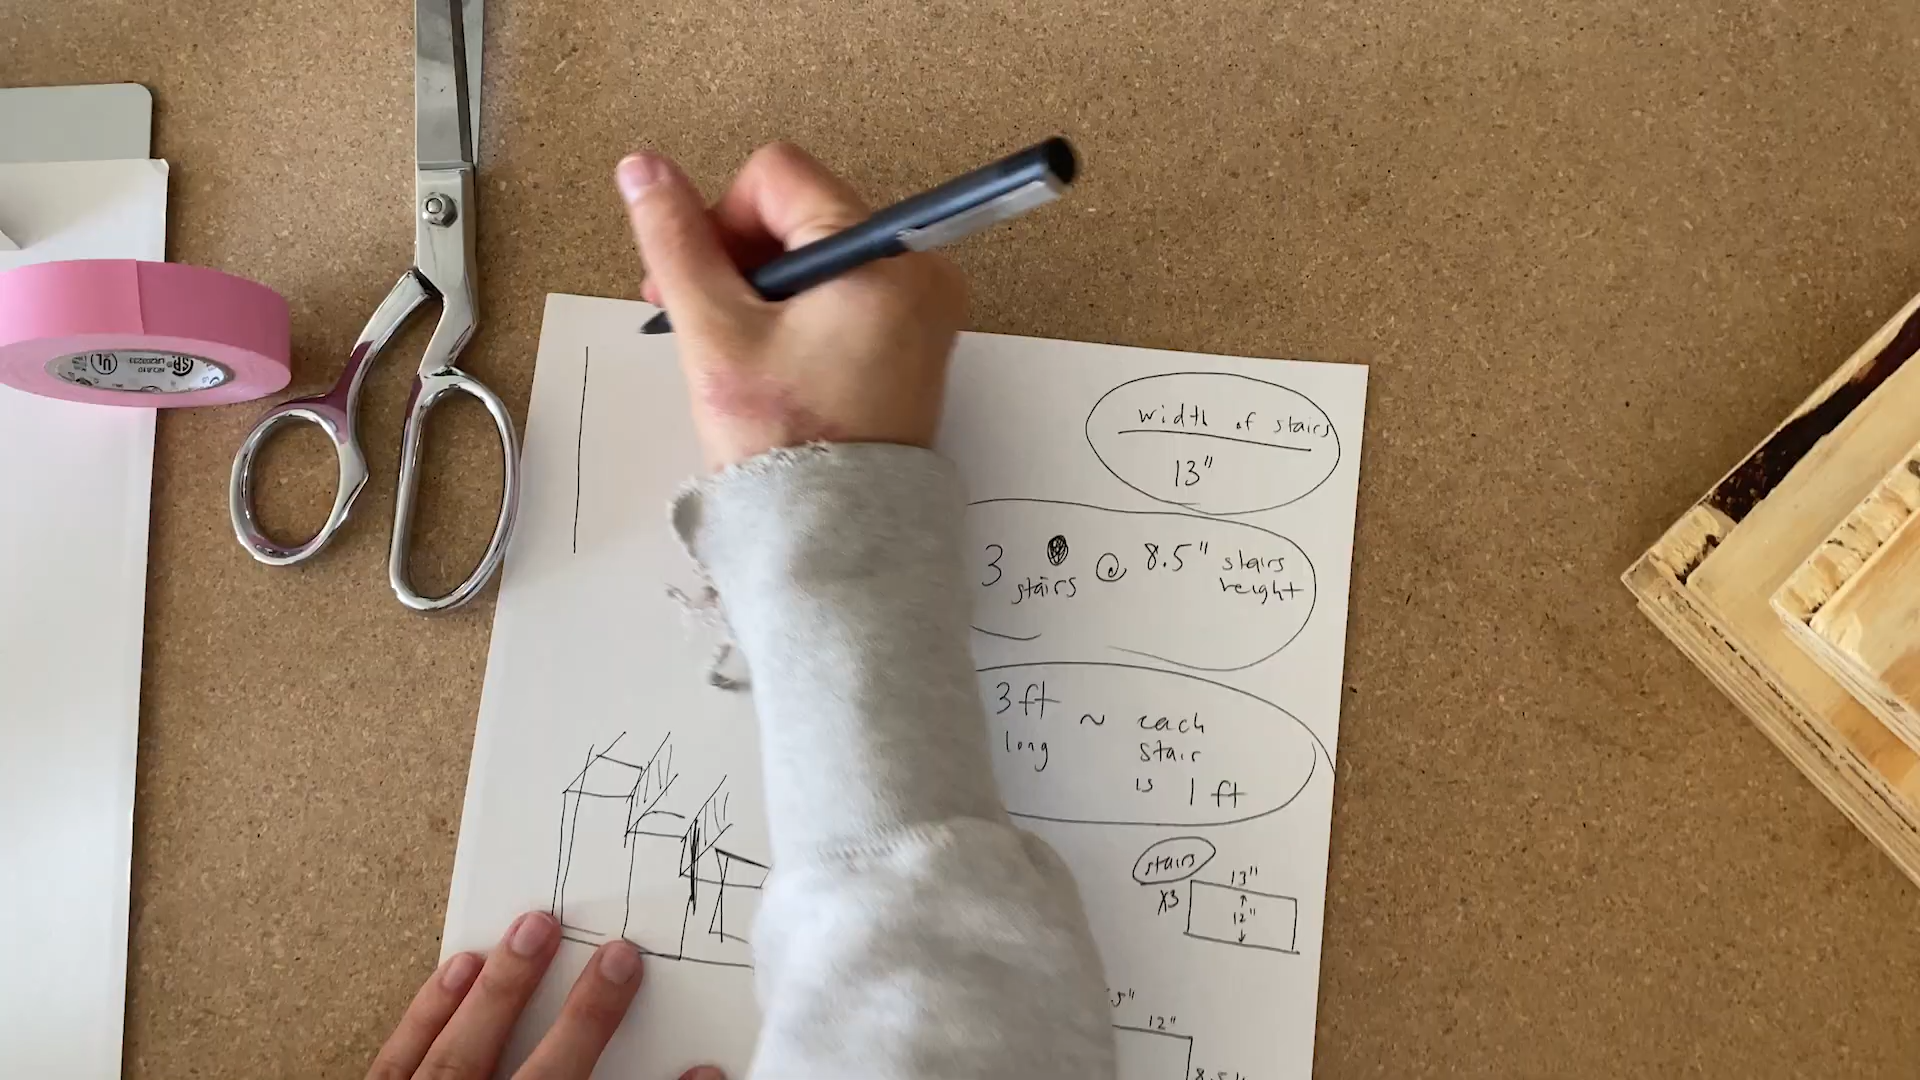 width of stairs
13"
3 stairs @ 8.5" stairs height
3 ft long ~ each stair is 1 ft
stairs
x3
13"
12"
12"
UL